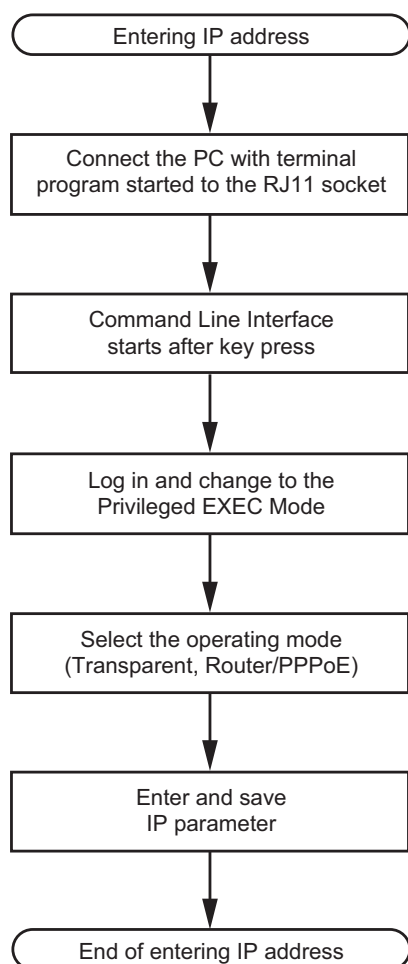 Entering IP address
Connect the PC with terminal
program started to the RJ11 socket
Command Line Interface
starts after key press
Log in and change to the
Privileged EXEC Mode
Select the operating mode
(Transparent, Router/PPPoE)
Enter and save
IP parameter
End of entering IP address